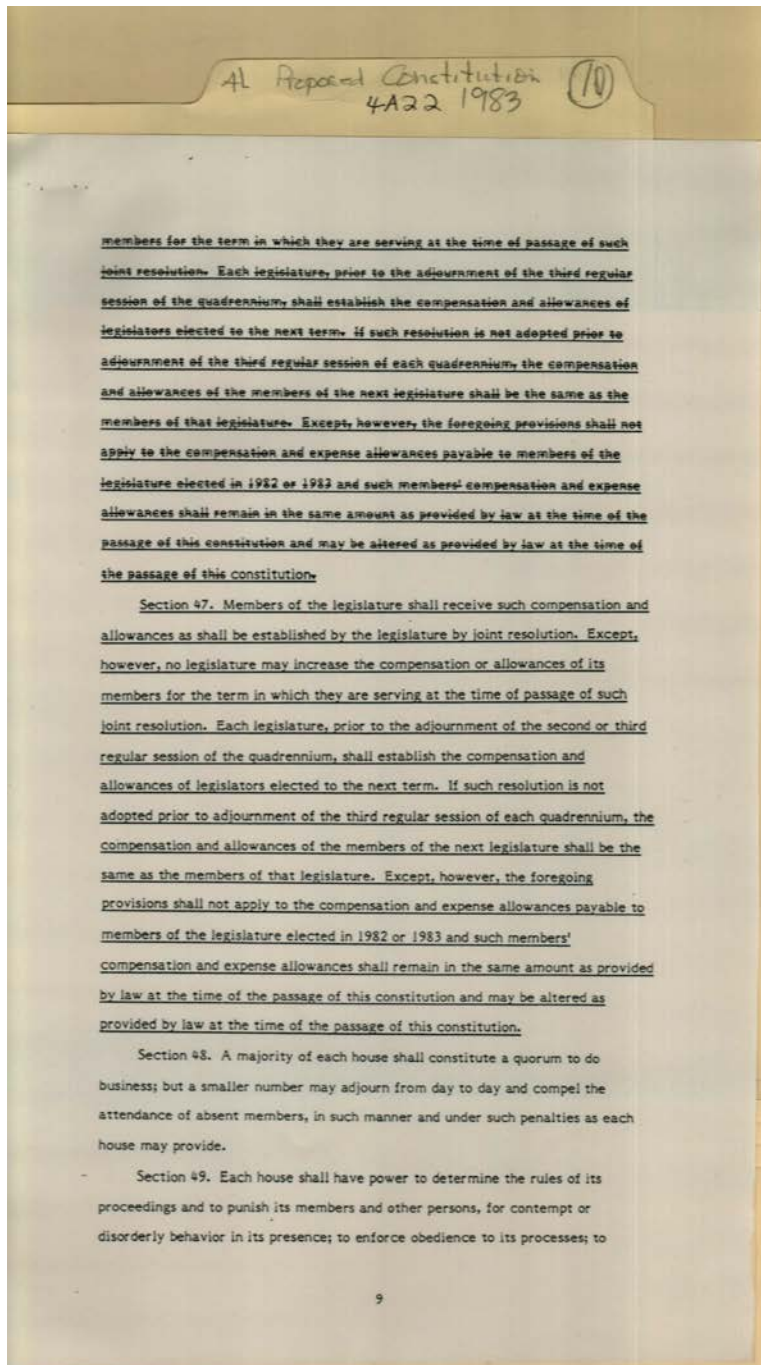 AL Proposed Constitution 10
4A22 1983
members for the term in which they are serving at the time of passage of such
joint resolution. Each legislature, prior to the adjournment of the third regular
session of the quadrennium, shall establish the compensation and allowances of
legislators elected to the next term. If such resolution is not adopted prior to
adjournment of the third regular session of each quadrennium, the compensation
and allowances of the members of the next legislature shall be the same as the
members of that legislature. Except, however, the foregoing provisions shall not
apply to the compensation and expense allowances payable to members of the
legislature elected in 1982 or 1983 and such members' compensation and expense
allowances shall remain in the same amount as provided by law at the time of the
passage of this constitution and may be altered as provided by law at the time of
the passage of this constitution.
Section 47. Members of the legislature shall receive such compensation and
allowances as shall be established by the legislature by joint resolution. Except,
however, no legislature may increase the compensation or allowances of its
members for the term in which they are serving at the time of passage of such
joint resolution. Each legislature, prior to the adjournment of the second or third
regular session of the quadrennium, shall establish the compensation and
allowances of legislators elected to the next term. If such resolution is not
adopted prior to adjournment of the third regular session of each quadrennium, the
compensation and allowances of the members of the next legislature shall be the
same as the members of that legislature. Except, however, the foregoing
provisions shall not apply to the compensation and expense allowances payable to
members of the legislature elected in 1982 or 1983 and such members'
compensation and expense allowances shall remain in the same amount as provided
by law at the time of the passage of this constitution and may be altered as
provided by law at the time of the passage of this constitution.
Section 48. A majority of each house shall constitute a quorum to do
business; but a smaller number may adjourn from day to day and compel the
attendance of absent members, in such manner and under such penalties as each
house may provide.
Section 49. Each house shall have power to determine the rules of its
proceedings and to punish its members and other persons, for contempt or
disorderly behavior in its presence; to enforce obedience to its processes; to
9